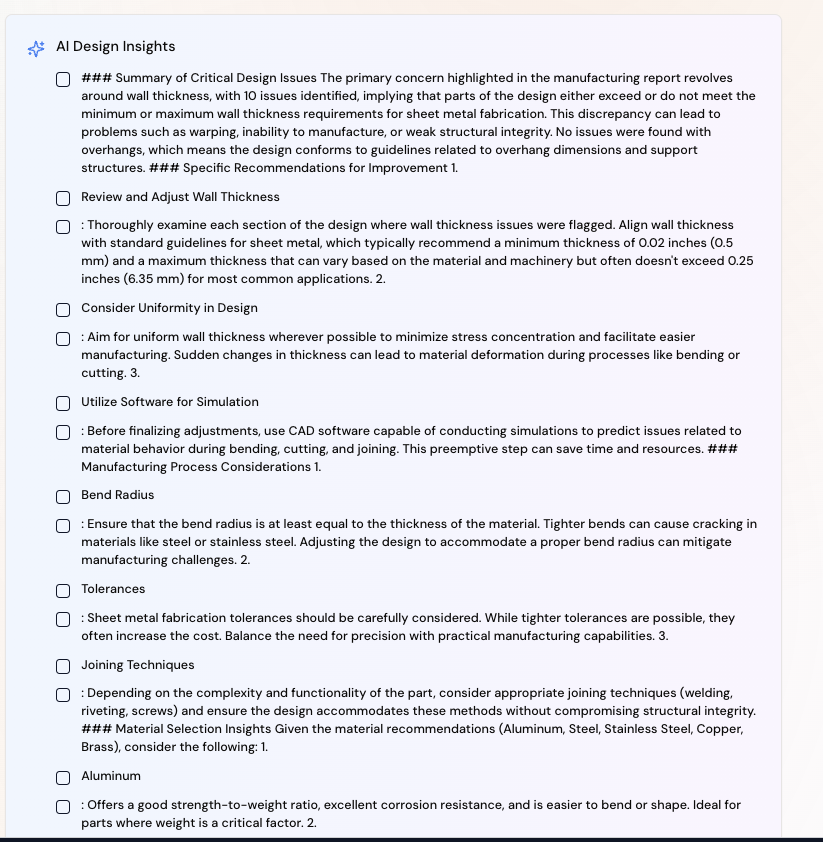 AI Design Insights
### Summary of Critical Design Issues The primary concern highlighted in the manufacturing report revolves
around wall thickness, with 10 issues identified, implying that parts of the design either exceed or do not meet the
minimum or maximum wall thickness requirements for sheet metal fabrication. This discrepancy can lead to
problems such as warping, inability to manufacture, or weak structural integrity. No issues were found with
overhangs, which means the design conforms to guidelines related to overhang dimensions and support
structures. ### Specific Recommendations for Improvement 1.
Review and Adjust Wall Thickness
: Thoroughly examine each section of the design where wall thickness issues were flagged. Align wall thickness
with standard guidelines for sheet metal, which typically recommend a minimum thickness of 0.02 inches (0.5
mm) and a maximum thickness that can vary based on the material and machinery but often doesn't exceed 0.25
inches (6.35 mm) for most common applications. 2.
Consider Uniformity in Design
: Aim for uniform wall thickness wherever possible to minimize stress concentration and facilitate easier
manufacturing. Sudden changes in thickness can lead to material deformation during processes like bending or
cutting. 3.
Utilize Software for Simulation
: Before finalizing adjustments, use CAD software capable of conducting simulations to predict issues related to
material behavior during bending, cutting, and joining. This preemptive step can save time and resources. ###
Manufacturing Process Considerations 1.
Bend Radius
: Ensure that the bend radius is at least equal to the thickness of the material. Tighter bends can cause cracking in
materials like steel or stainless steel. Adjusting the design to accommodate a proper bend radius can mitigate
manufacturing challenges. 2.
Tolerances
: Sheet metal fabrication tolerances should be carefully considered. While tighter tolerances are possible, they
often increase the cost. Balance the need for precision with practical manufacturing capabilities. 3.
Joining Techniques
: Depending on the complexity and functionality of the part, consider appropriate joining techniques (welding,
riveting, screws) and ensure the design accommodates these methods without compromising structural integrity.
### Material Selection Insights Given the material recommendations (Aluminum, Steel, Stainless Steel, Copper,
Brass), consider the following: 1.
Aluminum
: Offers a good strength-to-weight ratio, excellent corrosion resistance, and is easier to bend or shape. Ideal for
parts where weight is a critical factor. 2.